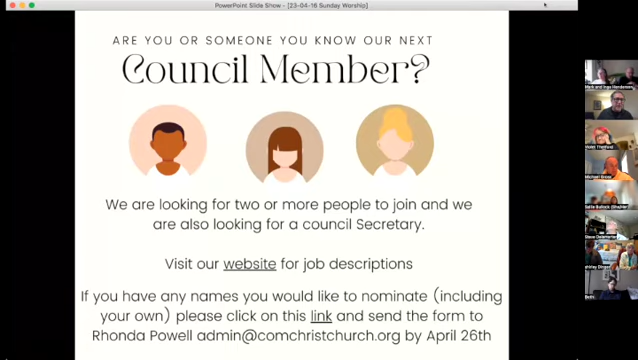 PowerPoint Slide Show - [23-04-16 Sunday Worship]
ARE YOU OR SOMEONE YOU KNOW OUR NEXT
Council Member?
We are looking for two or more people to join and we
are also looking for a council Secretary.
Visit our website for job descriptions
If you have any names you would like to nominate (including
your own) please click on this link and send the form to
Rhonda Powell admin@comchristchurch.org by April 26th